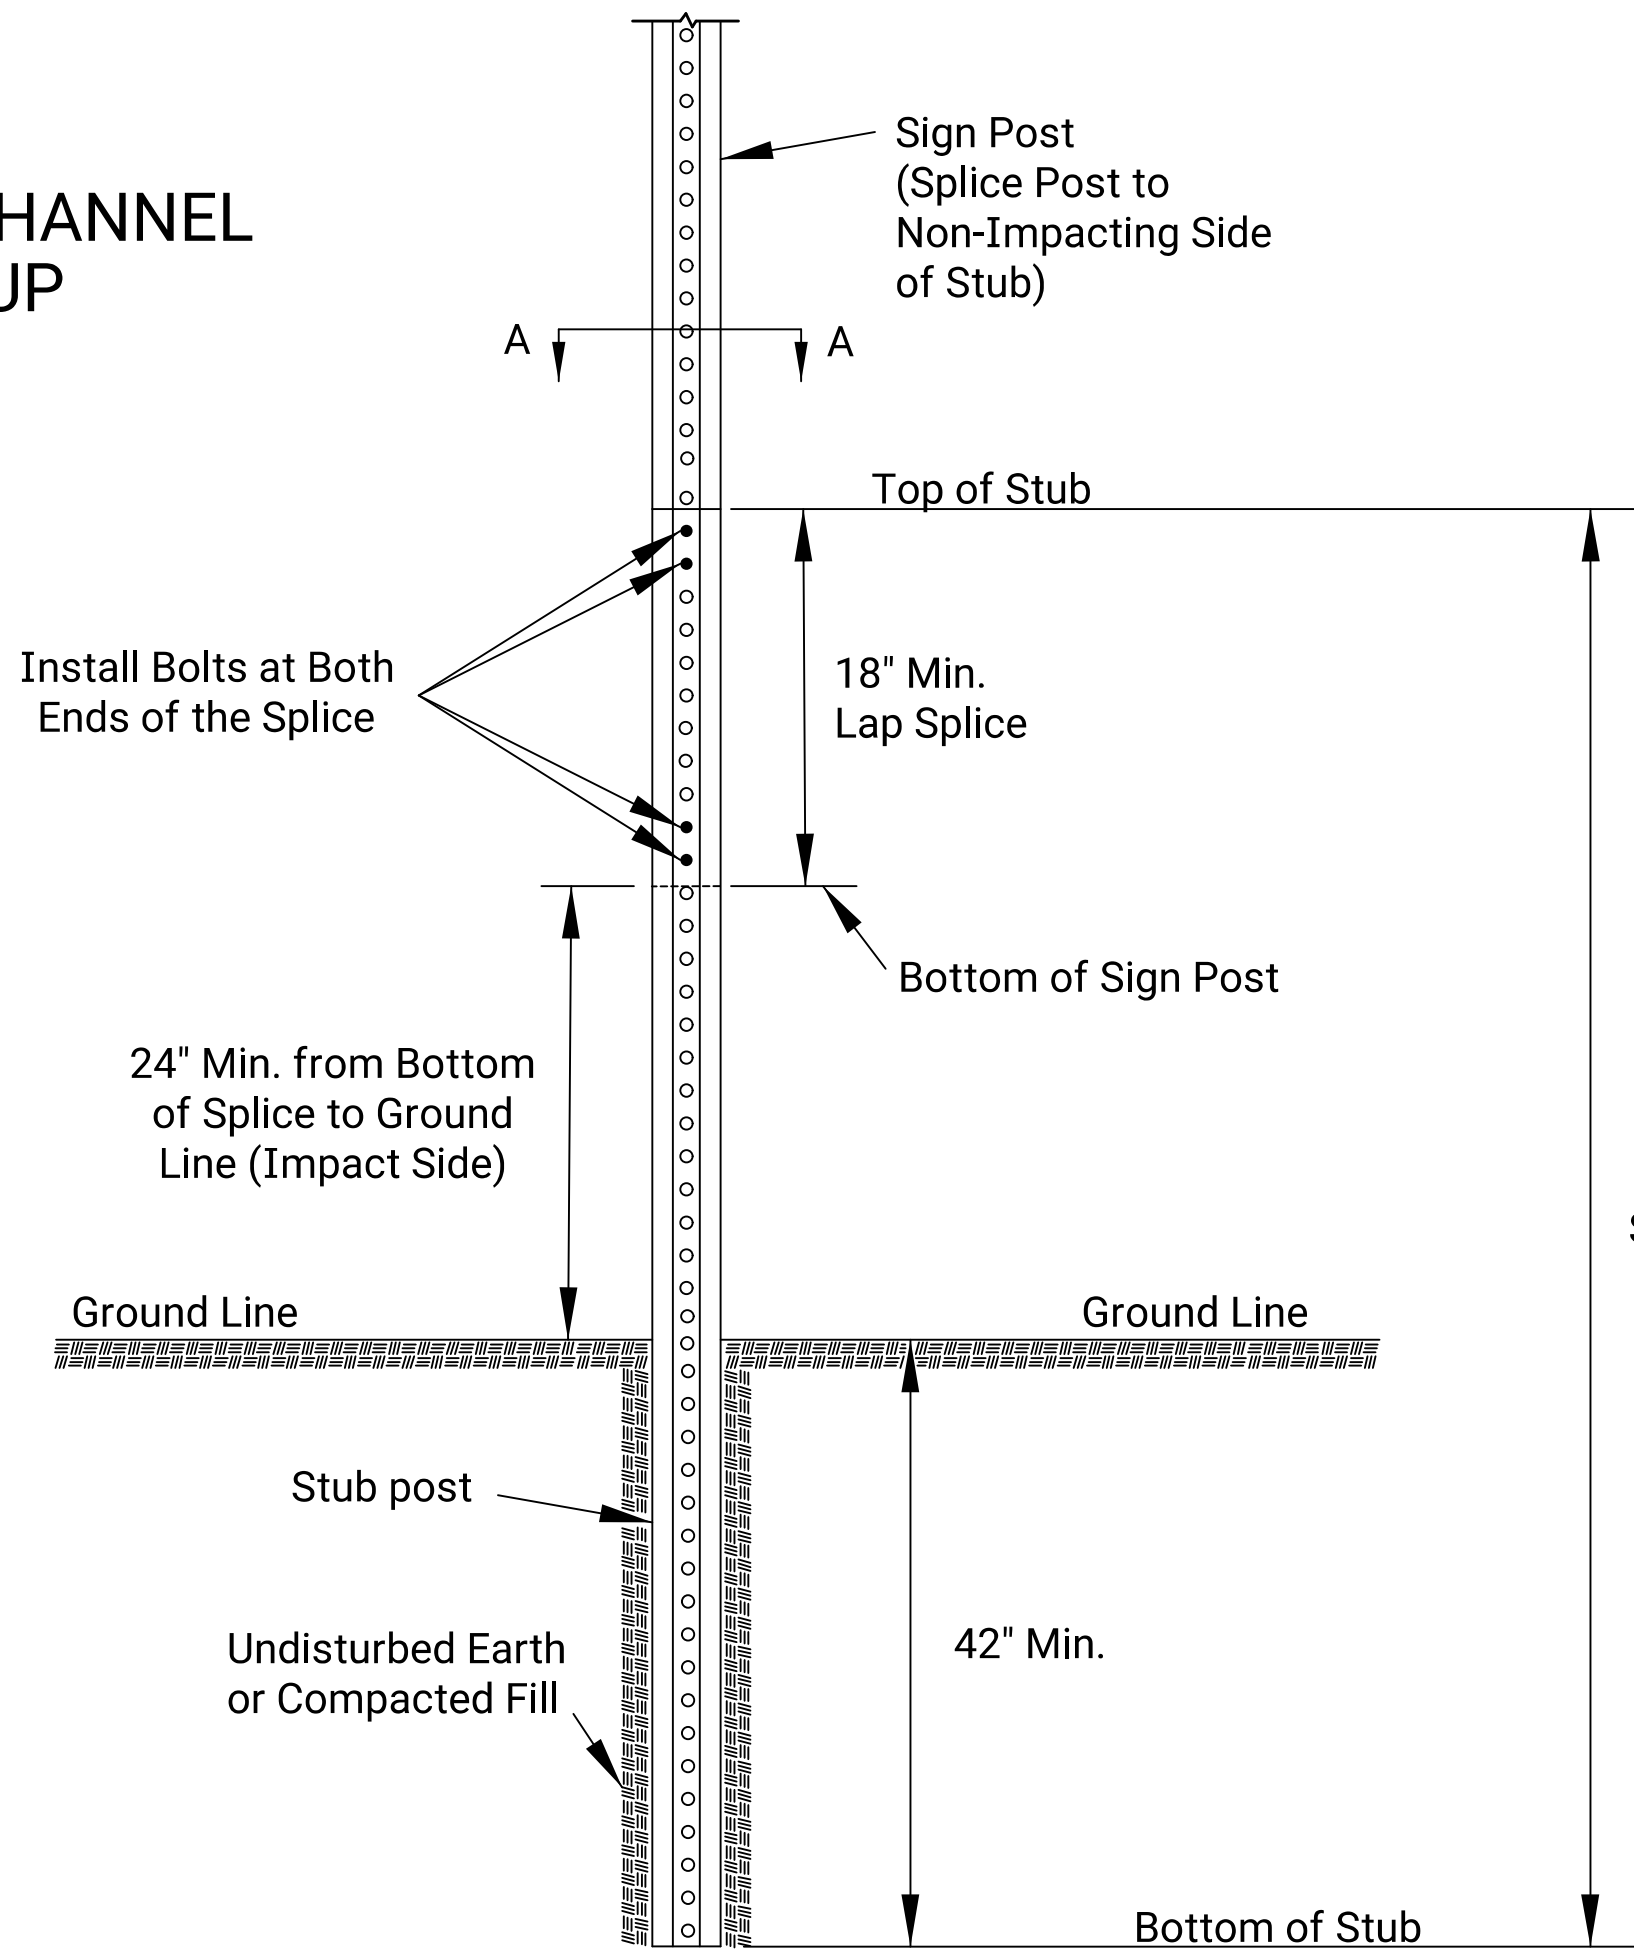 HANNEL
UP
Sign Post
(Splice Post to
Non-Impacting Side
of Stub)
A
A
Top of Stub
Install Bolts at Both
Ends of the Splice
18" Min.
Lap Splice
Bottom of Sign Post
24" Min. from Bottom
of Splice to Ground
Line (Impact Side)
Ground Line
Ground Line
Stub post
Undisturbed Earth
or Compacted Fill
42" Min.
Bottom of Stub